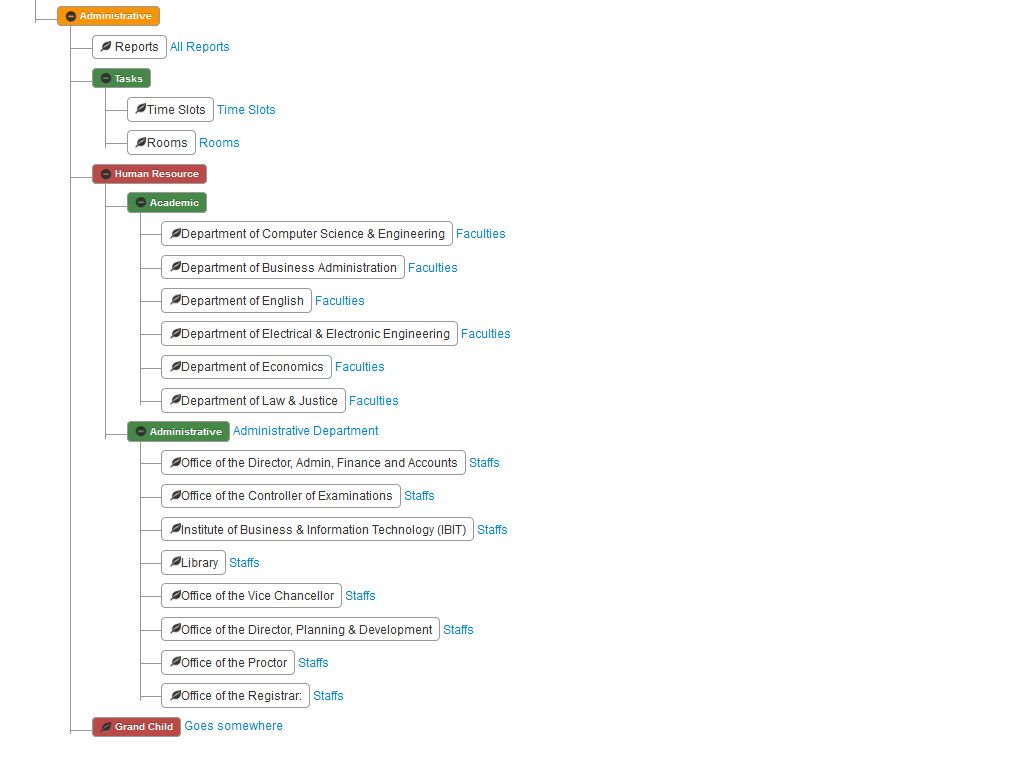 Administrative
Reports All Reports
Tasks
Time Slots Time Slots
Rooms Rooms
Human Resource
Academic
Department of Computer Science & Engineering Faculties
Department of Business Administration Faculties
Department of English Faculties
Department of Electrical & Electronic Engineering Faculties
Department of Economics Faculties
Department of Law & Justice Faculties
Administrative Administrative Department
Office of the Director, Admin, Finance and Accounts Staffs
Office of the Controller of Examinations Staffs
Institute of Business & Information Technology (IBIT) Staffs
Library Staffs
Office of the Vice Chancellor Staffs
Office of the Director, Planning & Development Staffs
Office of the Proctor Staffs
Office of the Registrar: Staffs
Grand Child Goes somewhere